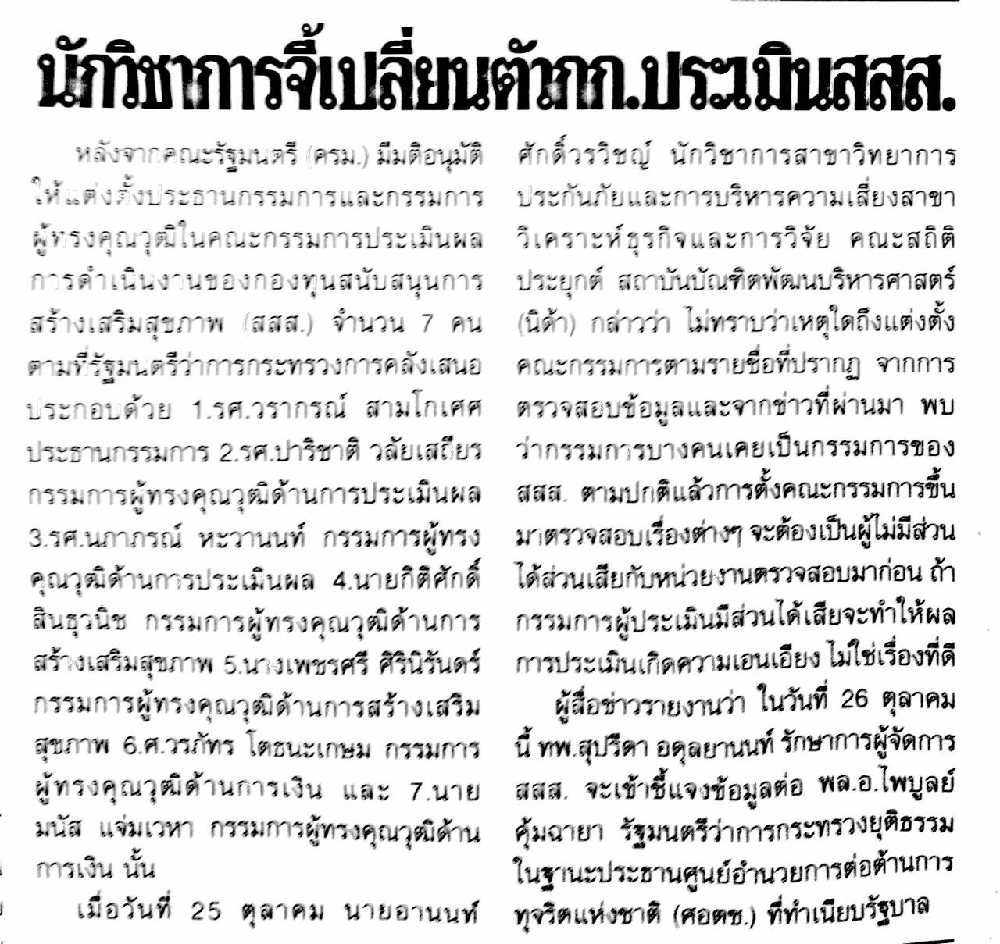 นักวิชาการจี้เปลี่ยนตัวกก.ประเมินสสส.
หลังจากคณะรัฐมนตรี (ครม.) มีมติอนุมัติ
ให้แต่งตั้งประธานกรรมการและกรรมการ
ผู้ทรงคุณวุฒิในคณะกรรมการประเมินผล
การดำเนินงานของกองทุนสนับสนุนการ
สร้างเสริมสุขภาพ (สสส.) จำนวน 7 คน
ตามที่รัฐมนตรีว่าการกระทรวงการคลังเสนอ
ประกอบด้วย 1.รศ.วรากรณ์ สามโกเศศ
ประธานกรรมการ 2.รศ.ปาริชาติ วลัยเสถียร
กรรมการผู้ทรงคุณวุฒิด้านการประเมินผล
3.รศ.นภาภรณ์ หะวานนท์ กรรมการผู้ทรง
คุณวุฒิด้านการประเมินผล 4.นายกิติศักดิ์
สินธุวนิช กรรมการผู้ทรงคุณวุฒิด้านการ
สร้างเสริมสุขภาพ 5.นางเพชรศรี ศิรินิรันดร์
กรรมการผู้ทรงคุณวุฒิด้านการสร้างเสริม
สุขภาพ 6.ศ.วรภัทร โตธนะเกษม กรรมการ
ผู้ทรงคุณวุฒิด้านการเงิน และ 7.นาย
มนัส แจ่มเวหา กรรมการผู้ทรงคุณวุฒิด้าน
การเงิน นั้น
เมื่อวันที่ 25 ตุลาคม นายอานนท์
ศักดิ์วรวิชญ์ นักวิชาการสาขาวิทยาการ
ประกันภัยและการบริหารความเสี่ยงสาขา
วิเคราะห์ธุรกิจและการวิจัย คณะสถิติ
ประยุกต์ สถาบันบัณฑิตพัฒนบริหารศาสตร์
(นิด้า) กล่าวว่า ไม่ทราบว่าเหตุใดถึงแต่งตั้ง
คณะกรรมการตามรายชื่อที่ปรากฏ จากการ
ตรวจสอบข้อมูลและจากข่าวที่ผ่านมา พบ
ว่ากรรมการบางคนเคยเป็นกรรมการของ
สสส. ตามปกติแล้วการตั้งคณะกรรมการขึ้น
มาตรวจสอบเรื่องต่างๆ จะต้องเป็นผู้ไม่มีส่วน
ได้ส่วนเสียกับหน่วยงานตรวจสอบมาก่อน ถ้า
กรรมการผู้ประเมินมีส่วนได้เสียจะทำให้ผล
การประเมินเกิดความเอนเอียง ไม่ใช่เรื่องที่ดี
ผู้สื่อข่าวรายงานว่า ในวันที่ 26 ตุลาคม
นี้ ทพ.สุปรีดา อดุลยานนท์ รักษาการผู้จัดการ
สสส. จะเข้าชี้แจงข้อมูลต่อ พล.อ.ไพบูลย์
คุ้มฉายา รัฐมนตรีว่าการกระทรวงยุติธรรม
ในฐานะประธานศูนย์อำนวยการต่อต้านการ
ทุจริตแห่งชาติ (ศอตช.) ที่ทำเนียบรัฐบาล